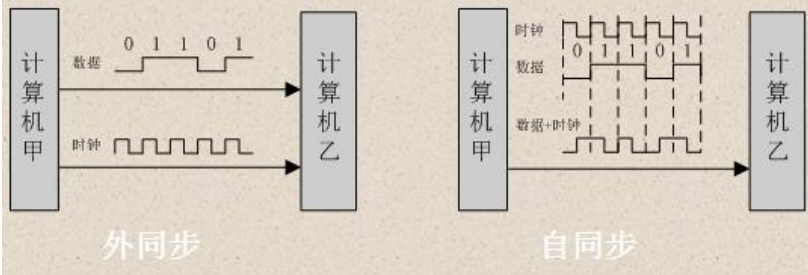 计算机甲
数据
0 1 1 0 1
时钟
计算机乙
外同步
计算机甲
时钟
0 1 1 0 1
数据
数据+时钟
计算机乙
自同步